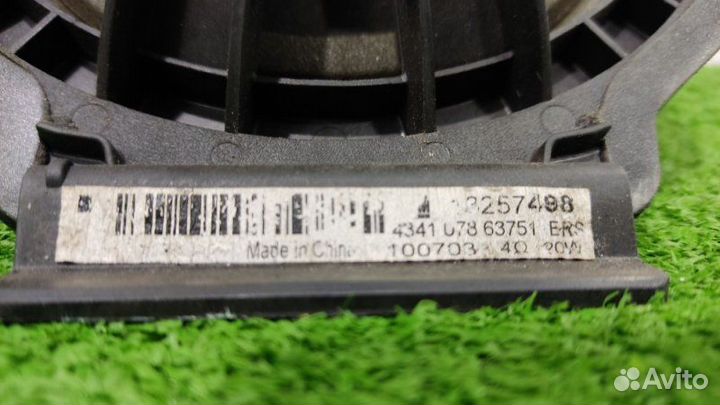 13257498
4341 078 63751 ERS
Made in China
100703 4Ω 20W
Avito